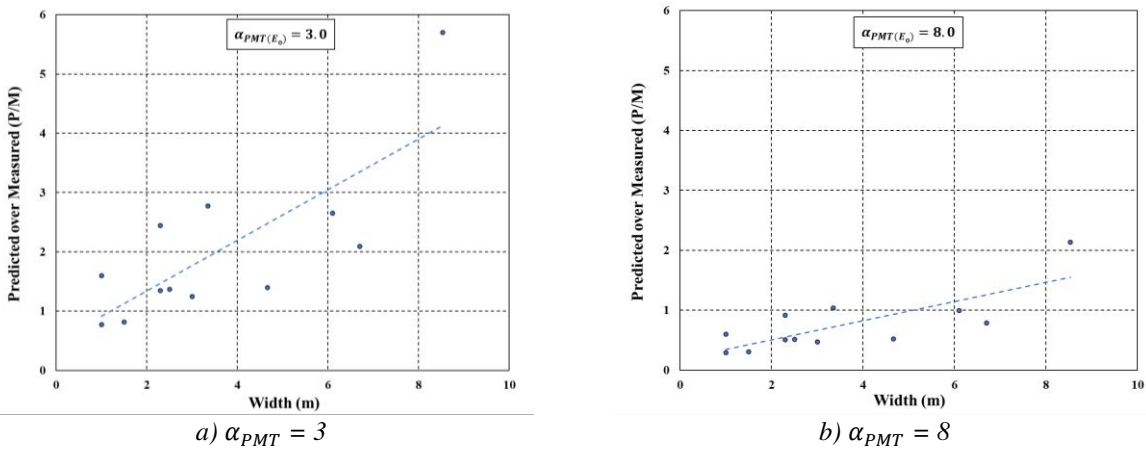 α_PMT(E₀) = 3.0
Predicted over Measured (P/M)
6
5
4
3
2
1
0
0 2 4 6 8 10
Width (m)
a) α_PMT = 3
α_PMT(E₀) = 8.0
Predicted over Measured (P/M)
6
5
4
3
2
1
0
0 2 4 6 8 10
Width (m)
b) α_PMT = 8